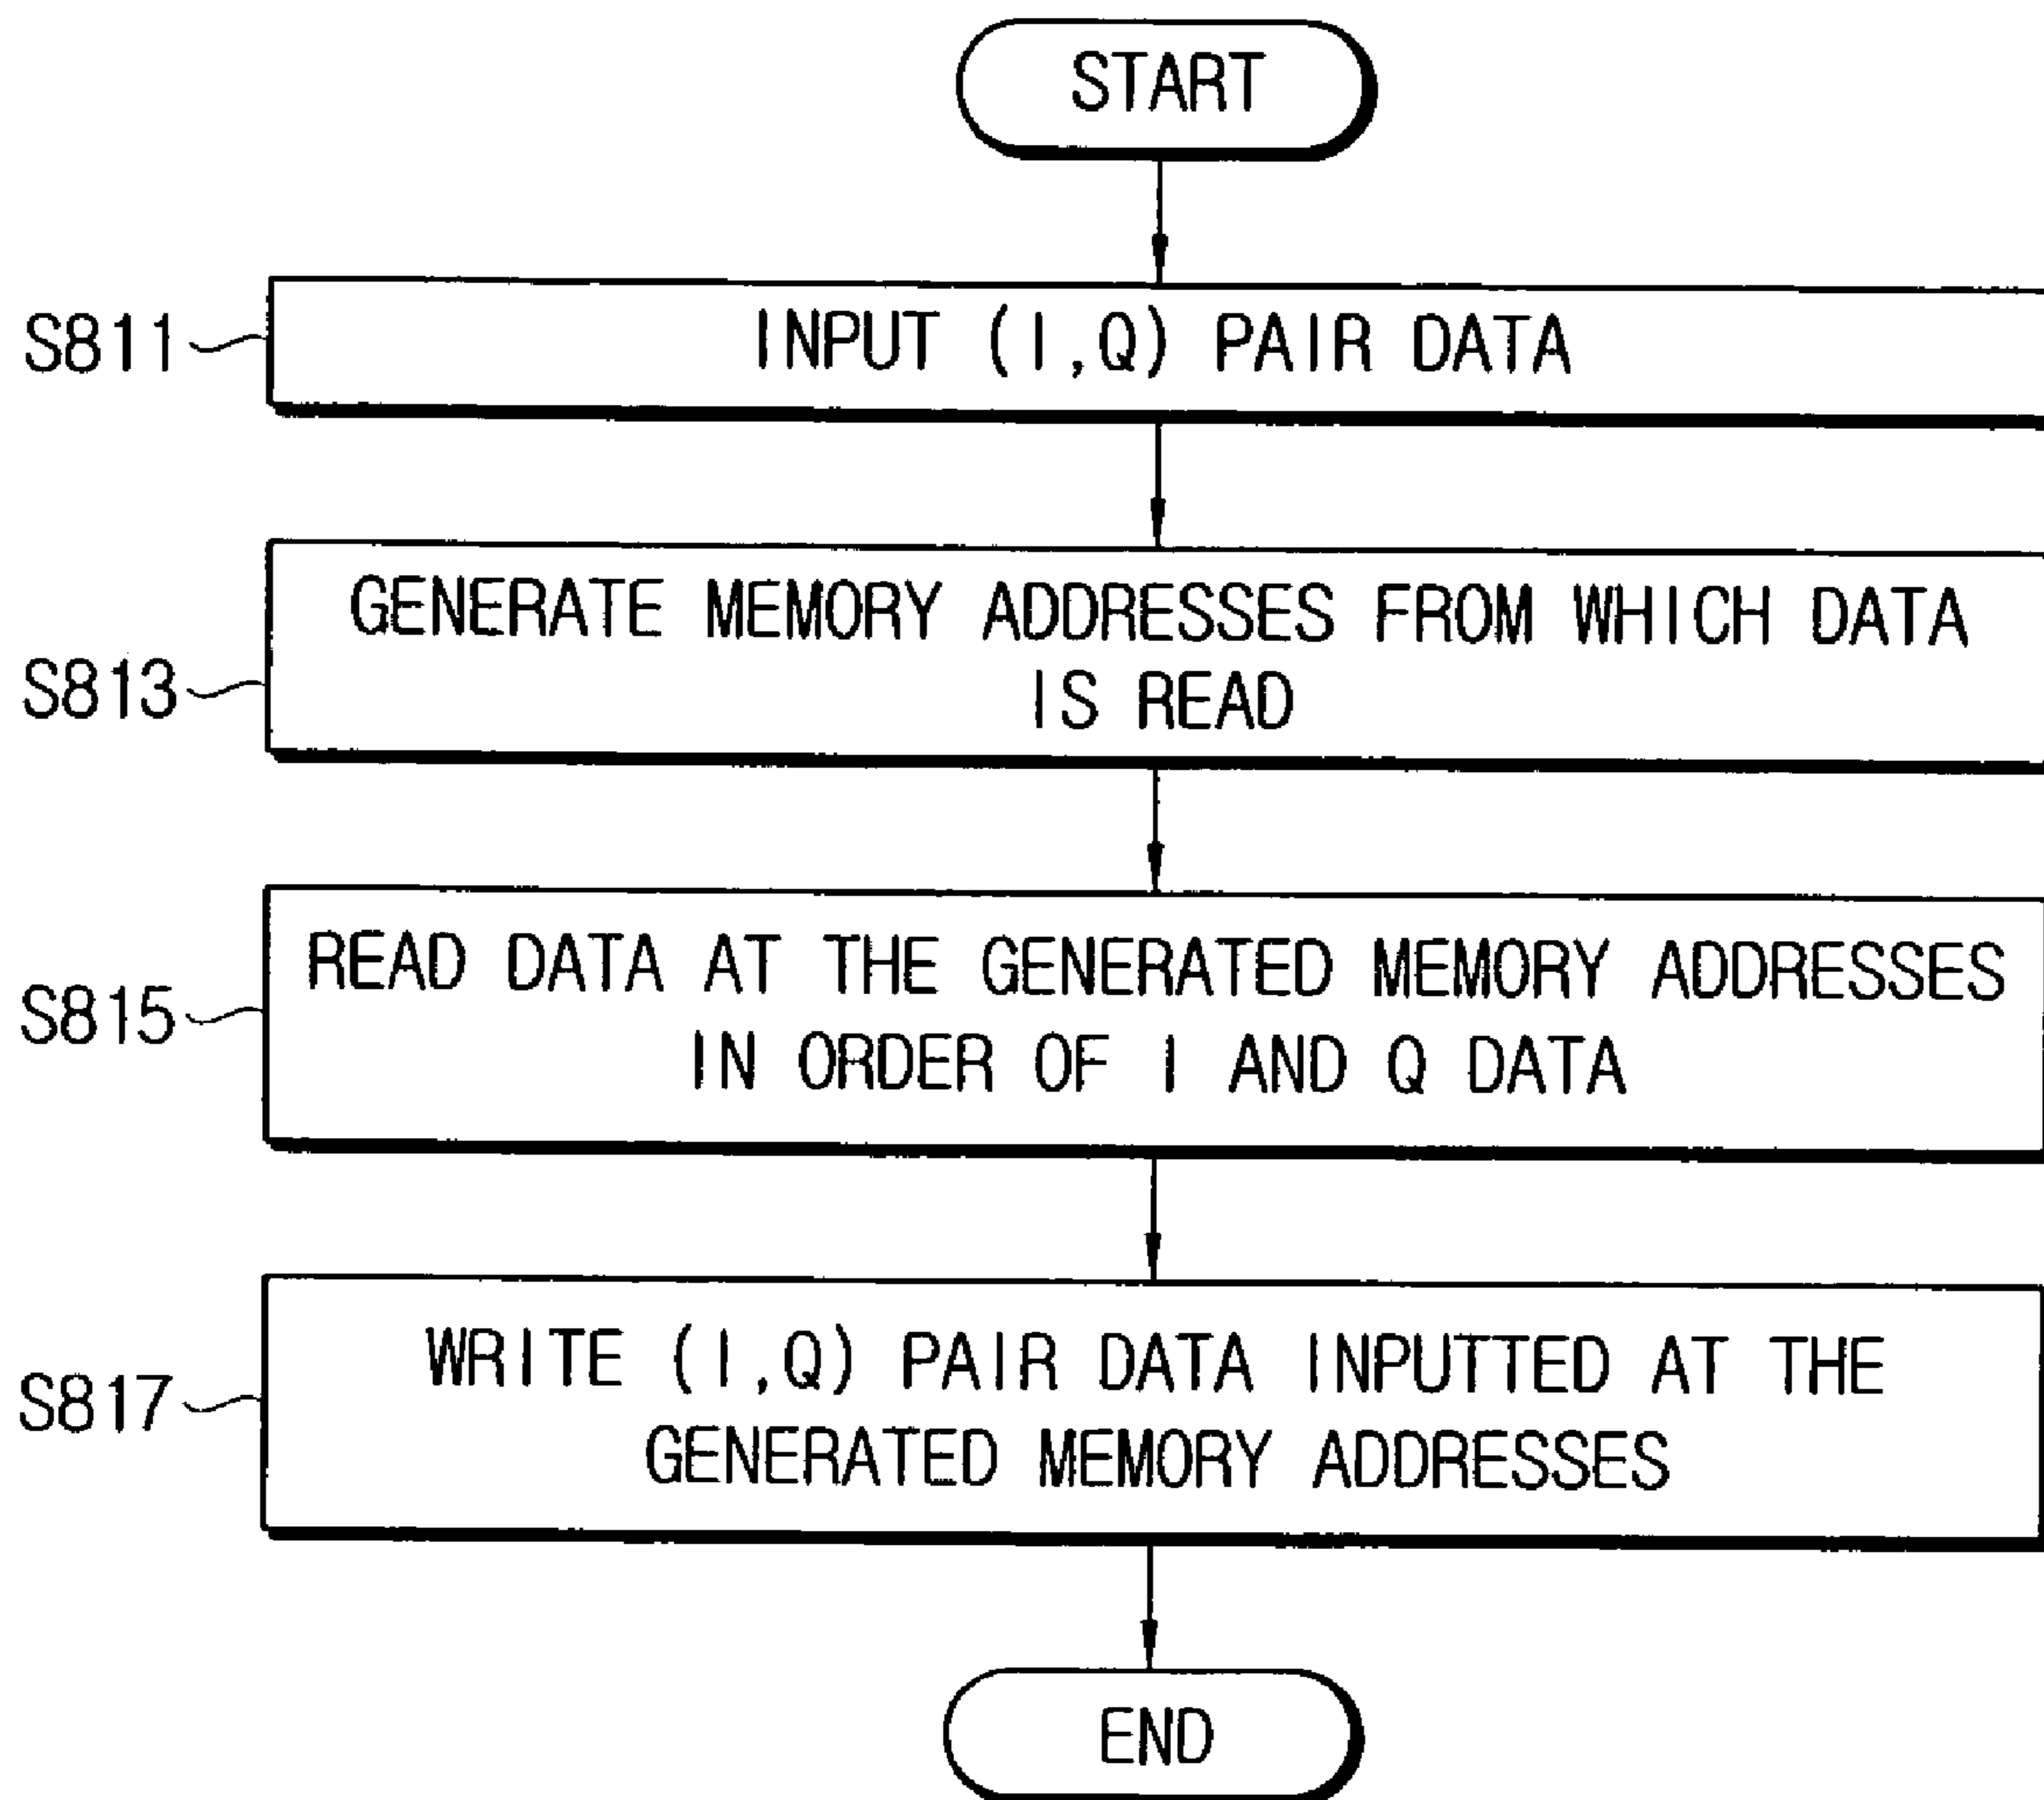 START
S811
INPUT (I,Q) PAIR DATA
GENERATE MEMORY ADDRESSES FROM WHICH DATA
S813
IS READ
READ DATA AT THE GENERATED MEMORY ADDRESSES
S815
IN ORDER OF I AND Q DATA
WRITE (I,Q) PAIR DATA INPUTTED AT THE
S817
GENERATED MEMORY ADDRESSES
END